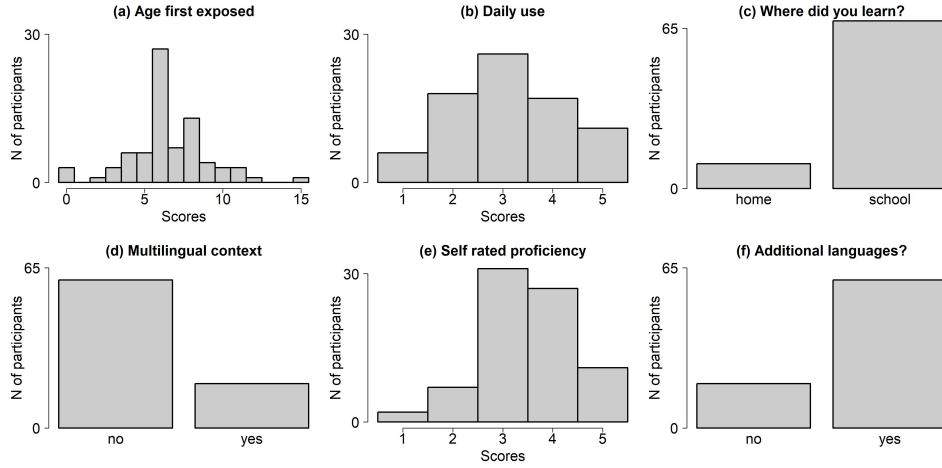 (a) Age first exposed
N of participants
30
0
0 5 10 15
Scores
(b) Daily use
N of participants
30
0
1 2 3 4 5
Scores
(c) Where did you learn?
N of participants
65
0
home school
(d) Multilingual context
N of participants
65
0
no yes
(e) Self rated proficiency
N of participants
30
0
1 2 3 4 5
Scores
(f) Additional languages?
N of participants
65
0
no yes